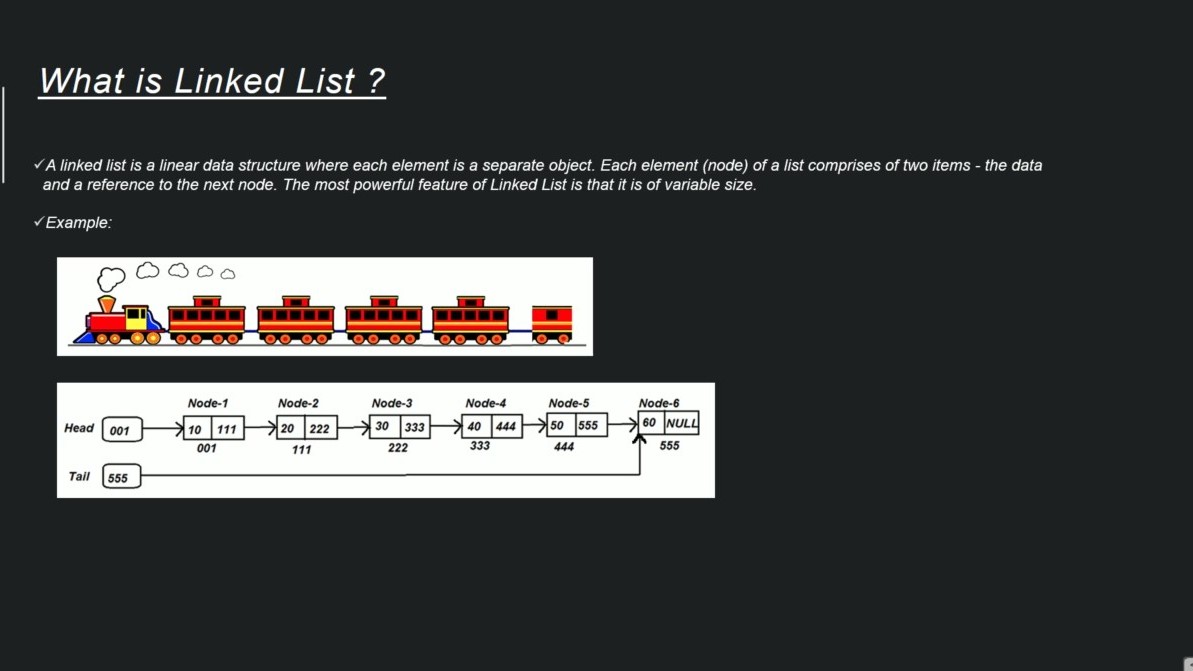 What is Linked List ?
✓A linked list is a linear data structure where each element is a separate object. Each element (node) of a list comprises of two items - the data
and a reference to the next node. The most powerful feature of Linked List is that it is of variable size.
✓Example:
Node-1 Node-2 Node-3 Node-4 Node-5 Node-6
Head 001 10 111 20 222 30 333 40 444 50 555 60 NULL
001 111 222 333 444 555
Tail 555